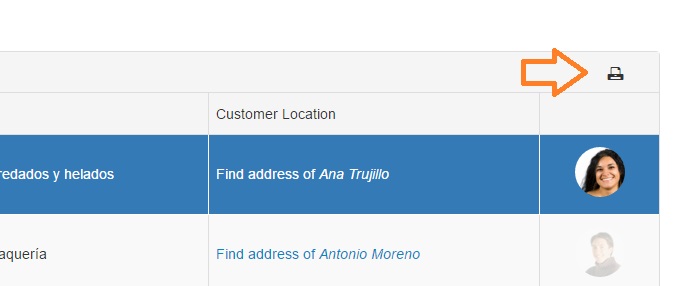 Customer Location
redados y helados Find address of Ana Trujillo
aquería Find address of Antonio Moreno